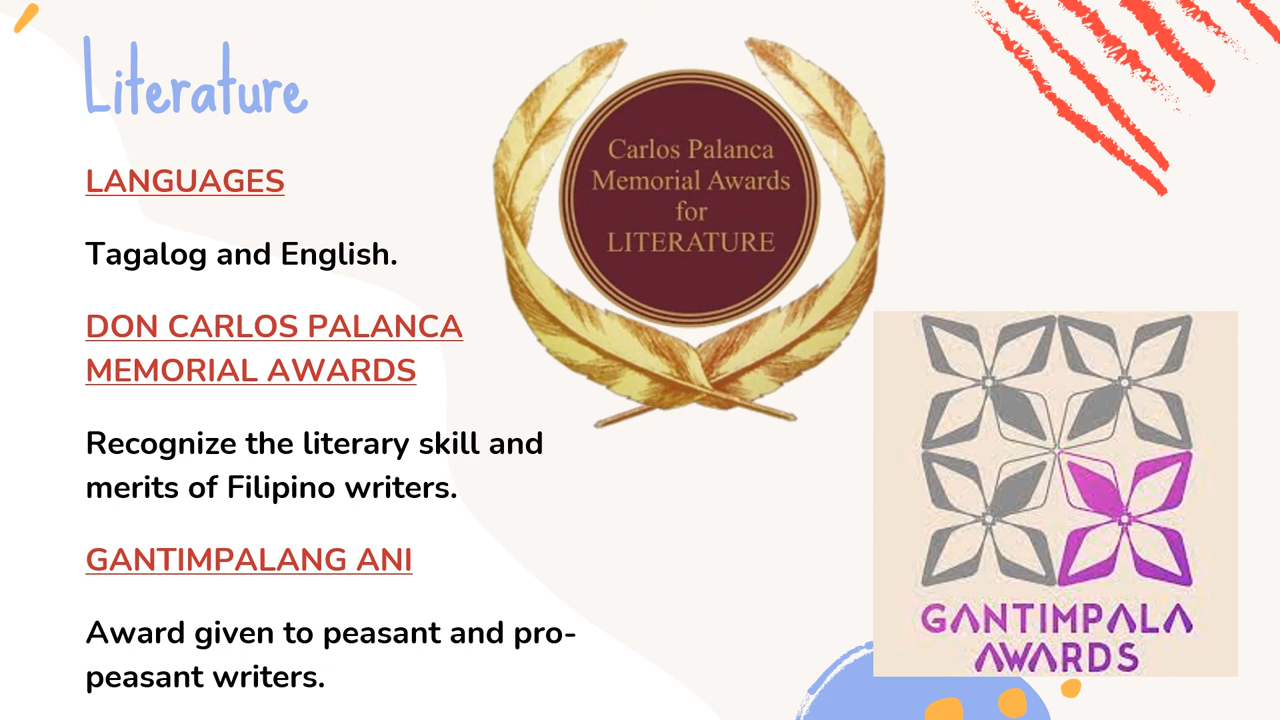 Literature
LANGUAGES
Tagalog and English.
DON CARLOS PALANCA
MEMORIAL AWARDS
Recognize the literary skill and
merits of Filipino writers.
GANTIMPALANG ANI
Award given to peasant and pro-
peasant writers.
Carlos Palanca
Memorial Awards
for
LITERATURE
GANTIMPALA
AWARDS